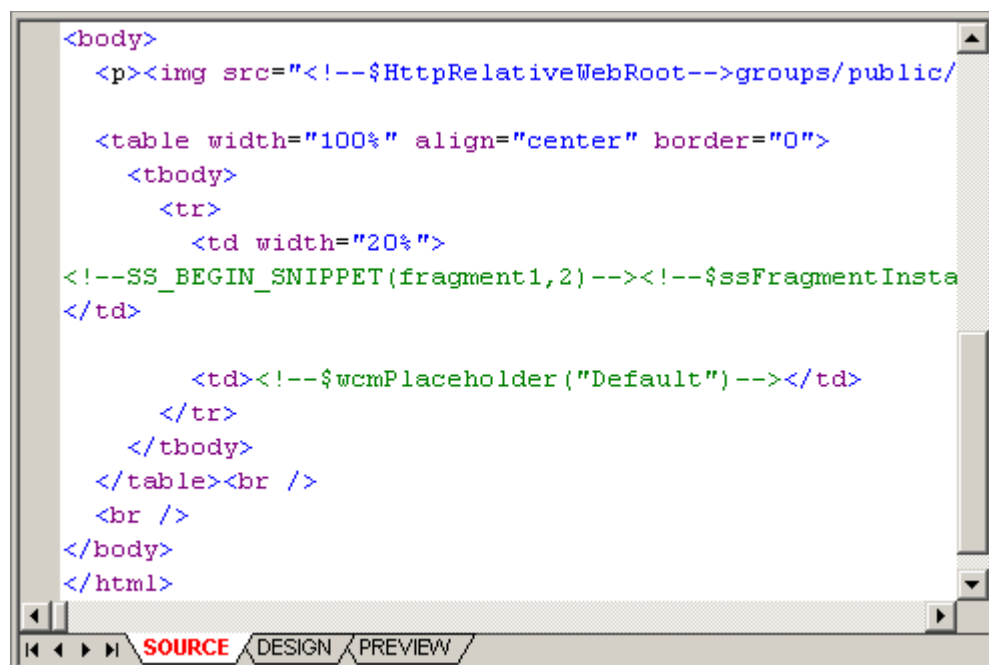 <body>
<p><img src="<!--$HttpRelativeWebRoot-->groups/public/
<table width="100%" align="center" border="0">
<tbody>
<tr>
<td width="20%">
<!--SS_BEGIN_SNIPPET(fragment1,2)--><!--$ssFragmentInsta
</td>
<td><!--$wcmPlaceholder("Default")--></td>
</tr>
</tbody>
</table><br />
<br />
</body>
</html>
SOURCE DESIGN PREVIEW